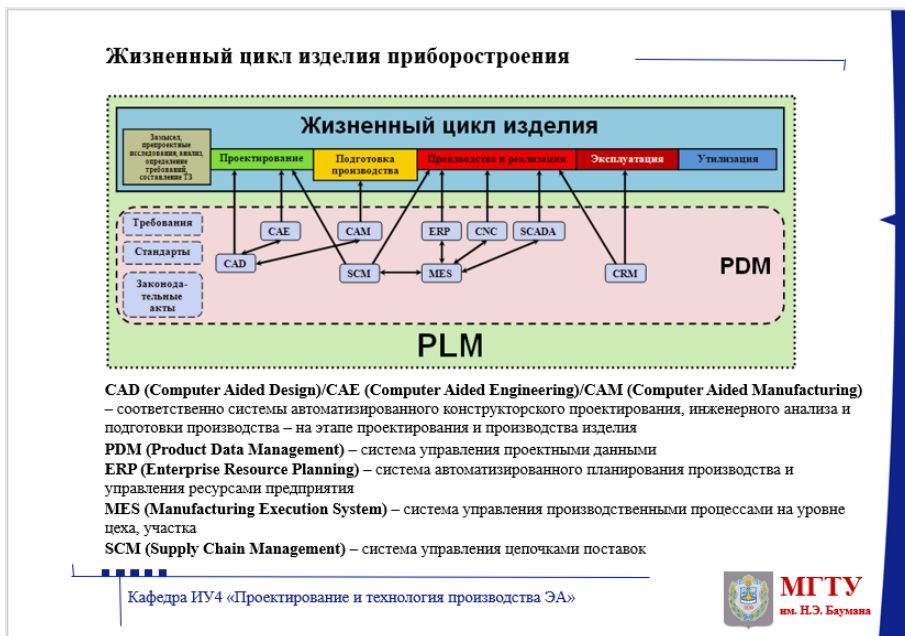 Жизненный цикл изделия приборостроения
Жизненный цикл изделия
Замысел,
препроектные
исследования, анализ,
определение
требований,
составление ТЗ
Проектирование
Подготовка
производства
Производство и реализация
Эксплуатация
Утилизация
Требования
Стандарты
Законода-
тельные
акты
CAE
CAM
ERP
CNC
SCADA
CAD
SCM
MES
CRM
PDM
PLM
CAD (Computer Aided Design)/CAE (Computer Aided Engineering)/CAM (Computer Aided Manufacturing)
– соответственно системы автоматизированного конструкторского проектирования, инженерного анализа и
подготовки производства – на этапе проектирования и производства изделия
PDM (Product Data Management) – система управления проектными данными
ERP (Enterprise Resource Planning) – система автоматизированного планирования производства и
управления ресурсами предприятия
MES (Manufacturing Execution System) – система управления производственными процессами на уровне
цеха, участка
SCM (Supply Chain Management) – система управления цепочками поставок
Кафедра ИУ4 «Проектирование и технология производства ЭА»
МГТУ
им. Н.Э. Баумана